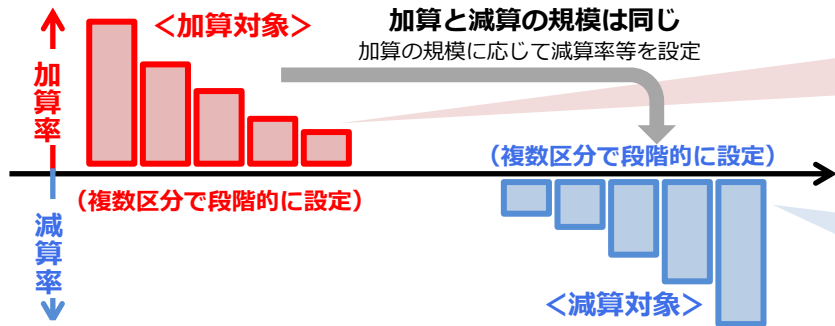 加算率
<加算対象>
加算と減算の規模は同じ
加算の規模に応じて減算率等を設定
(複数区分で段階的に設定)
(複数区分で段階的に設定)
減算率
<減算対象>